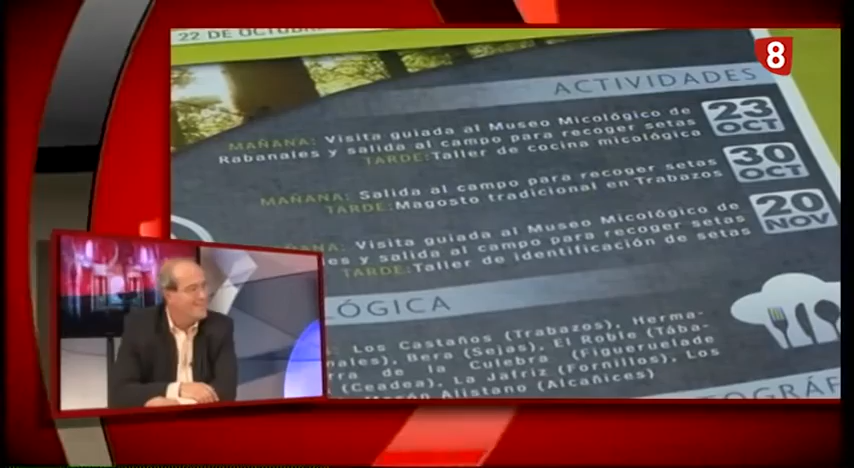 22 DE OCTUBRE
8
ACTIVIDADES
MAÑANA: Visita guiada al Museo Micológico de
Rabanales y salida al campo para recoger setas
TARDE: Taller de cocina micológica
23
OCT
MAÑANA: Salida al campo para recoger setas
TARDE: Magosto tradicional en Trabazos
30
OCT
MAÑANA: Visita guiada al Museo Micológico de
y salida al campo para recoger setas
TARDE: Taller de identificación de setas
20
NOV
LÓGICA
Los Castaños (Trabazos), Herma-
Bera (Sejas), El Roble (Tába-
de la Culebra (Figueruelade
(Ceadea), La Jafriz (Fornillos), Los
Alistano (Alcañices)